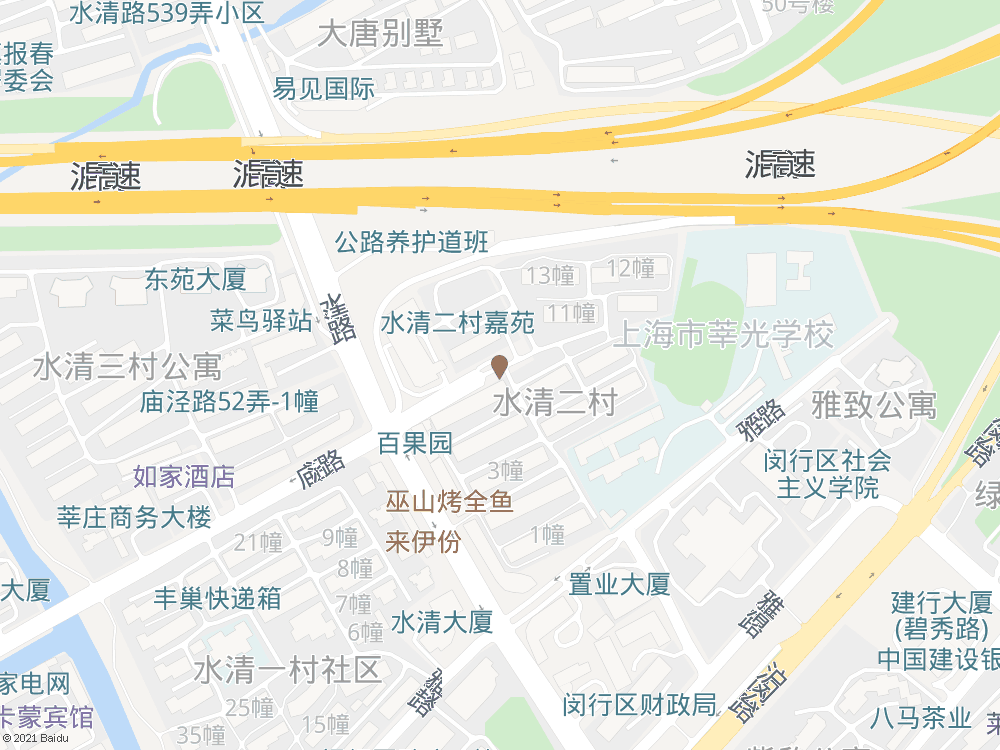 水清路539弄小区
大唐别墅
50号楼
报春
委会
易见国际
高速
高速
高速
公路养护道班
东苑大厦
13幢
12幢
11幢
菜鸟驿站
水清二村嘉苑
上海市莘光学校
路
水清三村公寓
庙泾路52弄-1幢
水清二村
雅致公寓
百果园
路
路
路
如家酒店
3幢
闵行区社会
主义学院
绿
巫山烤全鱼
莘庄商务大楼
来伊份
1幢
21幢
9幢
8幢
大厦
丰巢快递箱
置业大厦
7幢
6幢
水清大厦
路
建行大厦
(碧秀路)
中国建设银
水清一村社区
家电网
卡蒙宾馆
路
路
闵行区财政局
25幢
15幢
35幢
八马茶业
© 2021 Baidu